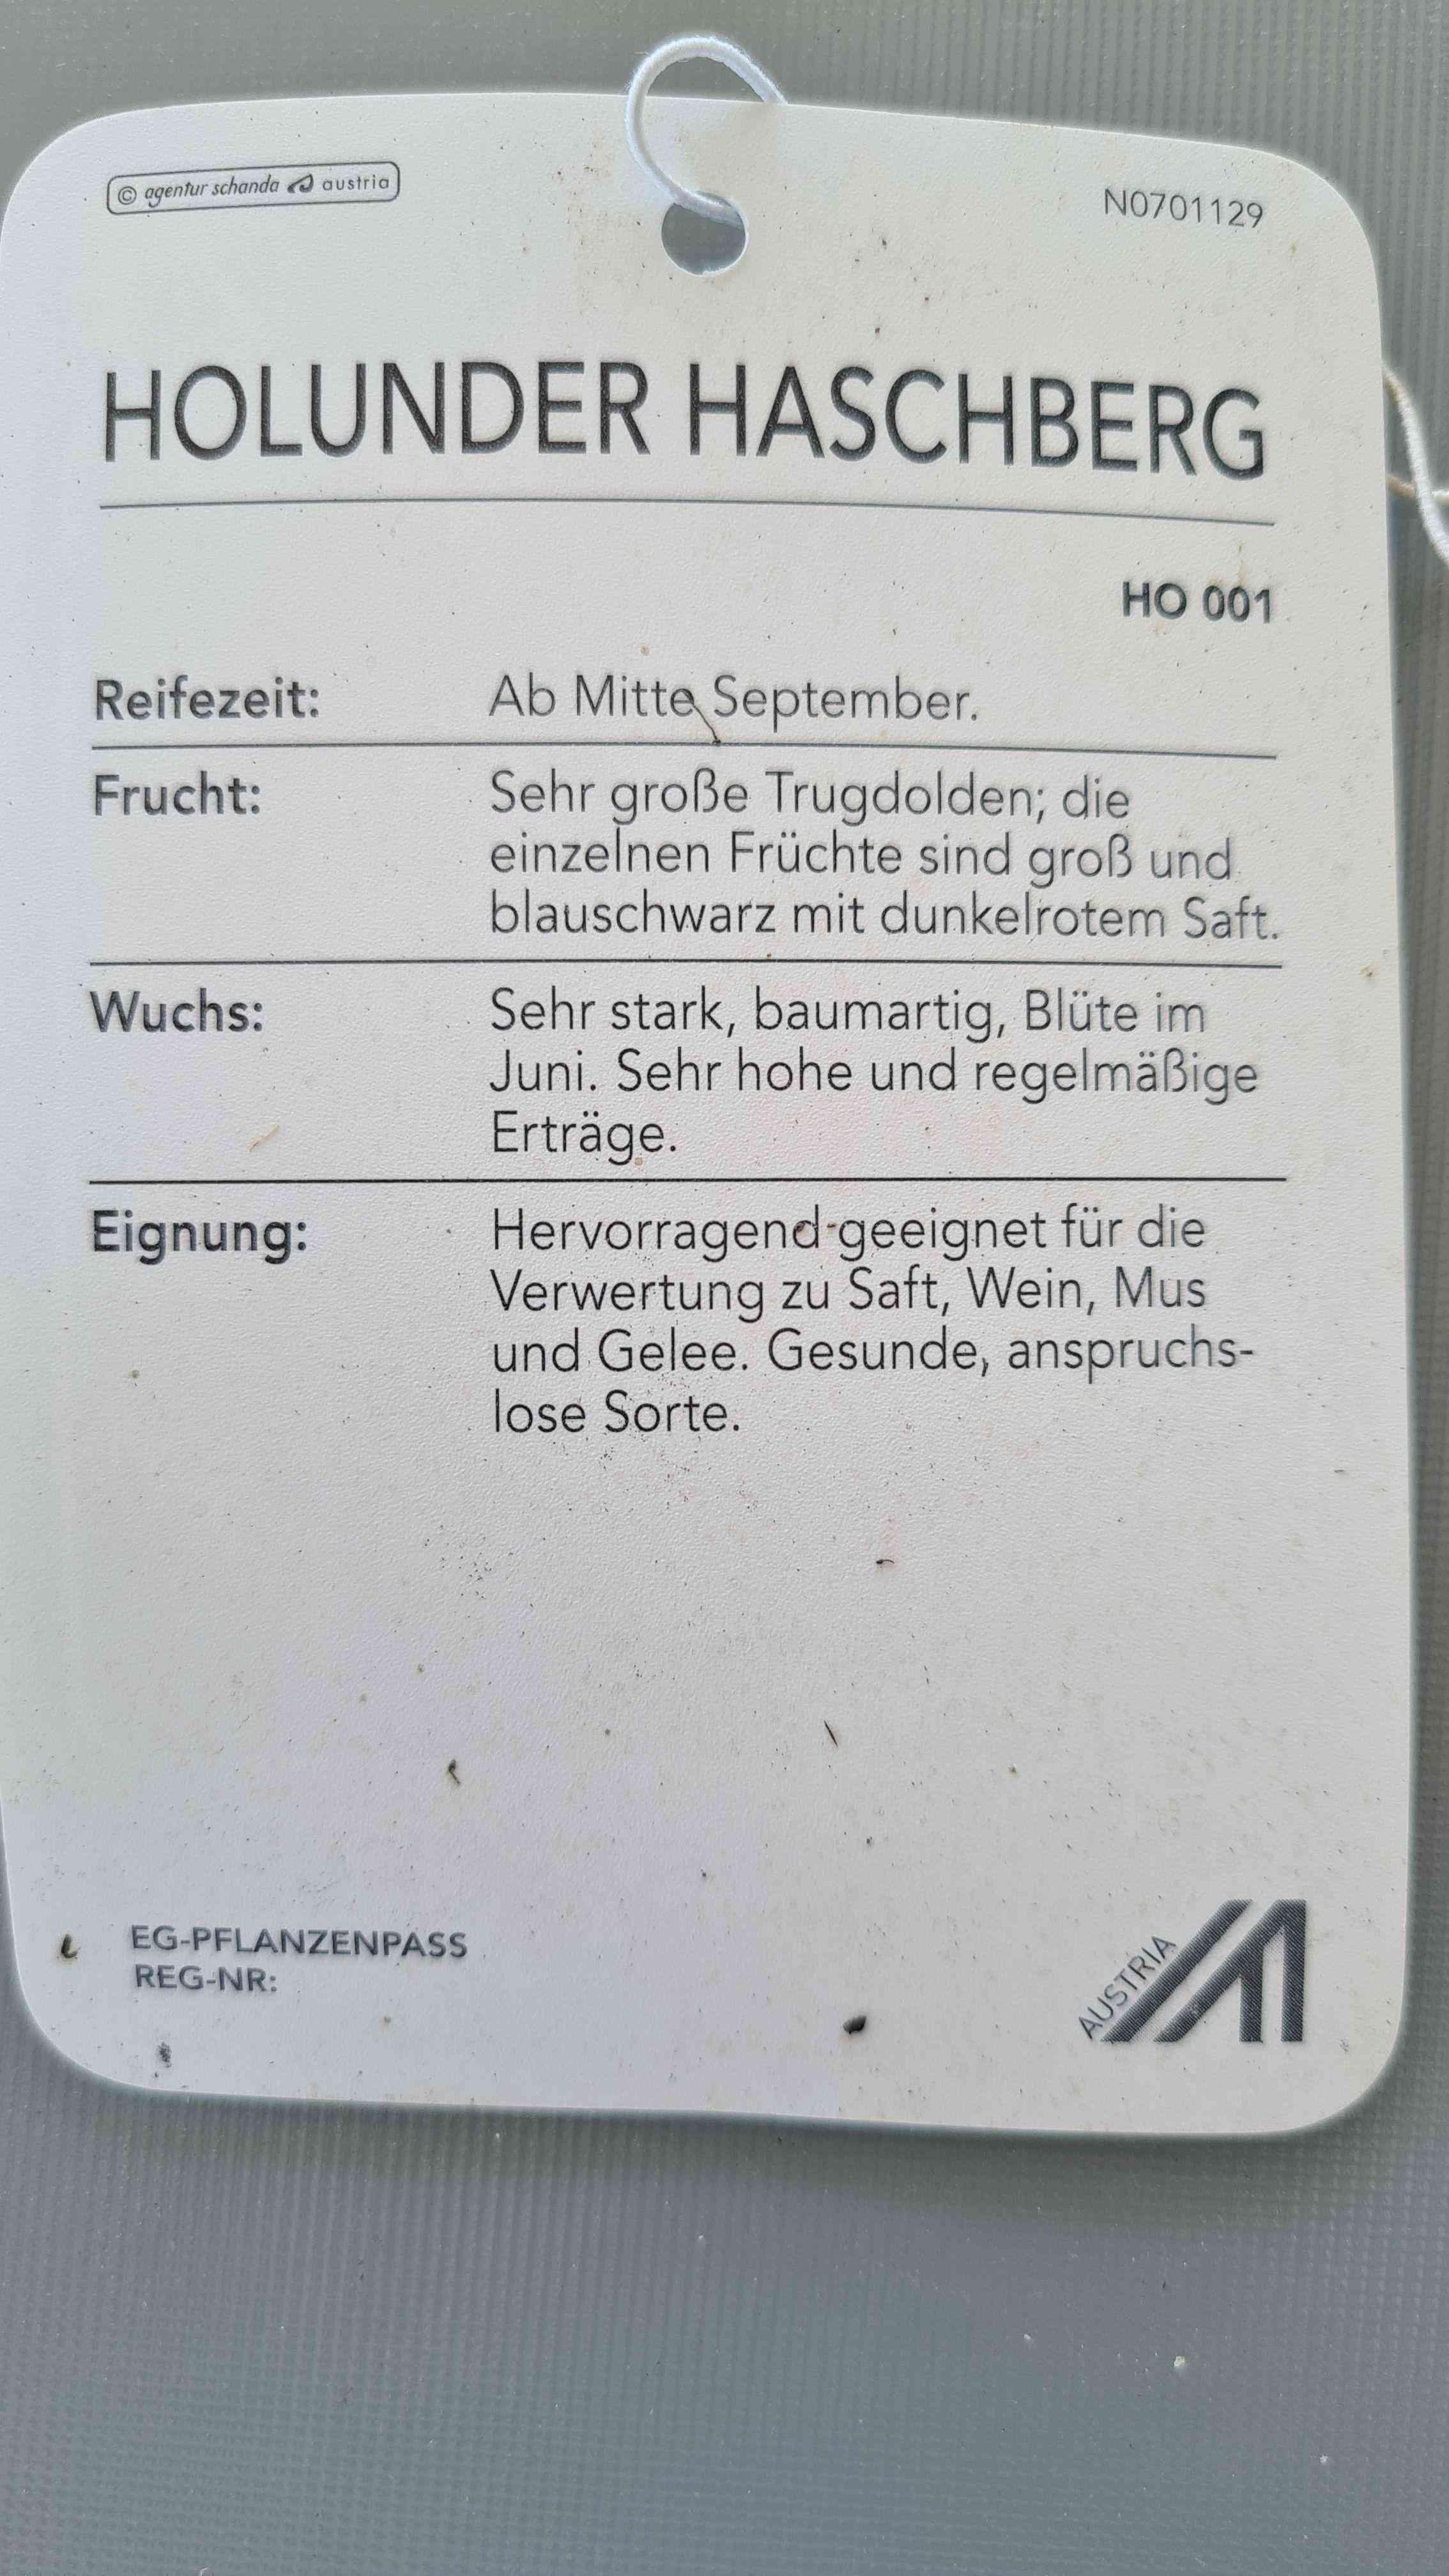 © agentur schanda austria
N0701129
HOLUNDER HASCHBERG
HO 001
Reifezeit: Ab Mitte September.
Frucht: Sehr große Trugdolden; die
einzelnen Früchte sind groß und
blauschwarz mit dunkelrotem Saft.
Wuchs: Sehr stark, baumartig, Blüte im
Juni. Sehr hohe und regelmäßige
Erträge.
Eignung: Hervorragend geeignet für die
Verwertung zu Saft, Wein, Mus
und Gelee. Gesunde, anspruchs-
lose Sorte.
EG-PFLANZENPASS
REG-NR:
AUSTRIA